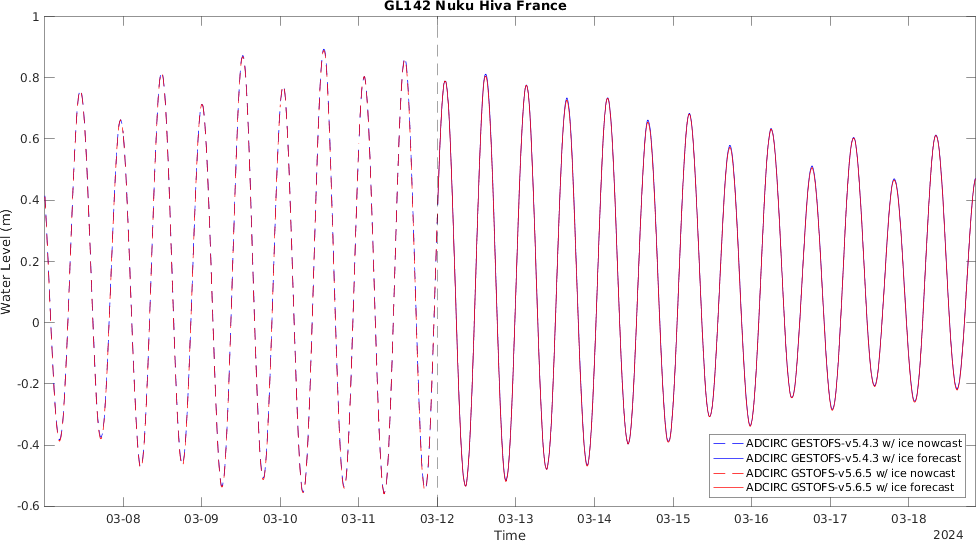 GL142 Nuku Hiva France
1
0.8
0.6
0.4
0.2
0
-0.2
-0.4
-0.6
Water Level (m)
ADCIRC GESTOFS-v5.4.3 w/ ice nowcast
ADCIRC GESTOFS-v5.4.3 w/ ice forecast
ADCIRC GSTOFS-v5.6.5 w/ ice nowcast
ADCIRC GSTOFS-v5.6.5 w/ ice forecast
03-08 03-09 03-10 03-11 03-12 03-13 03-14 03-15 03-16 03-17 03-18
Time
2024